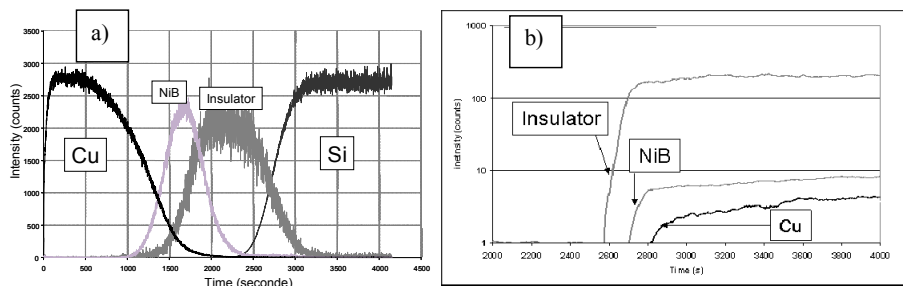 a)
3500
3000
2500
2000
1500
1000
500
0
Intensity (counts)
Cu
NiB
Insulator
Si
0 500 1000 1500 2000 2500 3000 3500 4000 4500
Time (seconde)
b)
1000
100
10
1
inetnsity (counts)
Insulator
NiB
Cu
2000 2200 2400 2600 2800 3000 3200 3400 3600 3800 4000
Time (s)